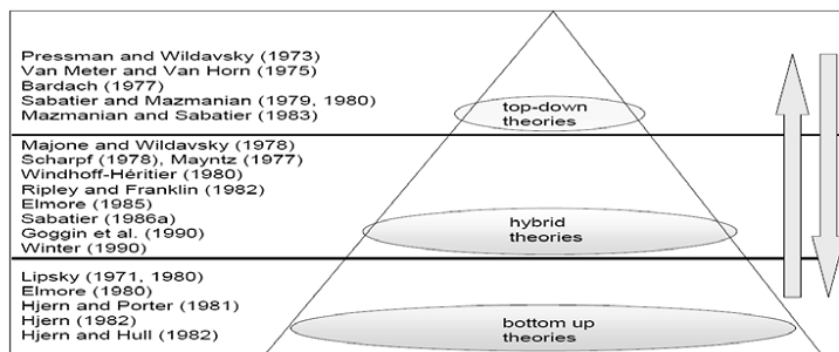 Pressman and Wildavsky (1973)
Van Meter and Van Horn (1975)
Bardach (1977)
Sabatier and Mazmanian (1979, 1980)
Mazmanian and Sabatier (1983)
top-down
theories
Majone and Wildavsky (1978)
Scharpf (1978), Mayntz (1977)
Windhoff-Héritier (1980)
Ripley and Franklin (1982)
Elmore (1985)
Sabatier (1986a)
Goggin et al. (1990)
Winter (1990)
hybrid
theories
Lipsky (1971, 1980)
Elmore (1980)
Hjern and Porter (1981)
Hjern (1982)
Hjern and Hull (1982)
bottom up
theories